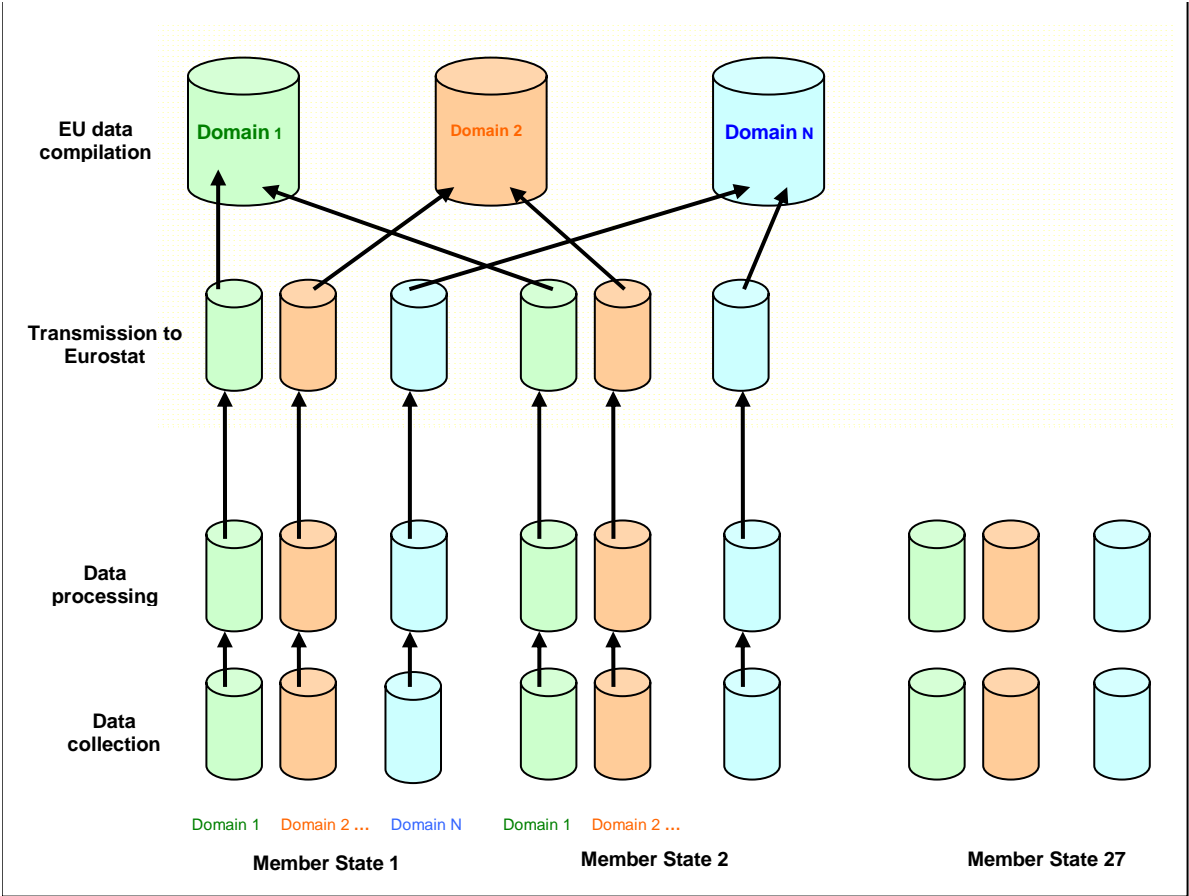 EU data
compilation
Domain 1
Domain 2
Domain N
Transmission to
Eurostat
Data
processing
Data
collection
Domain 1
Domain 2 ...
Domain N
Domain 1
Domain 2 ...
Member State 1
Member State 2
Member State 27